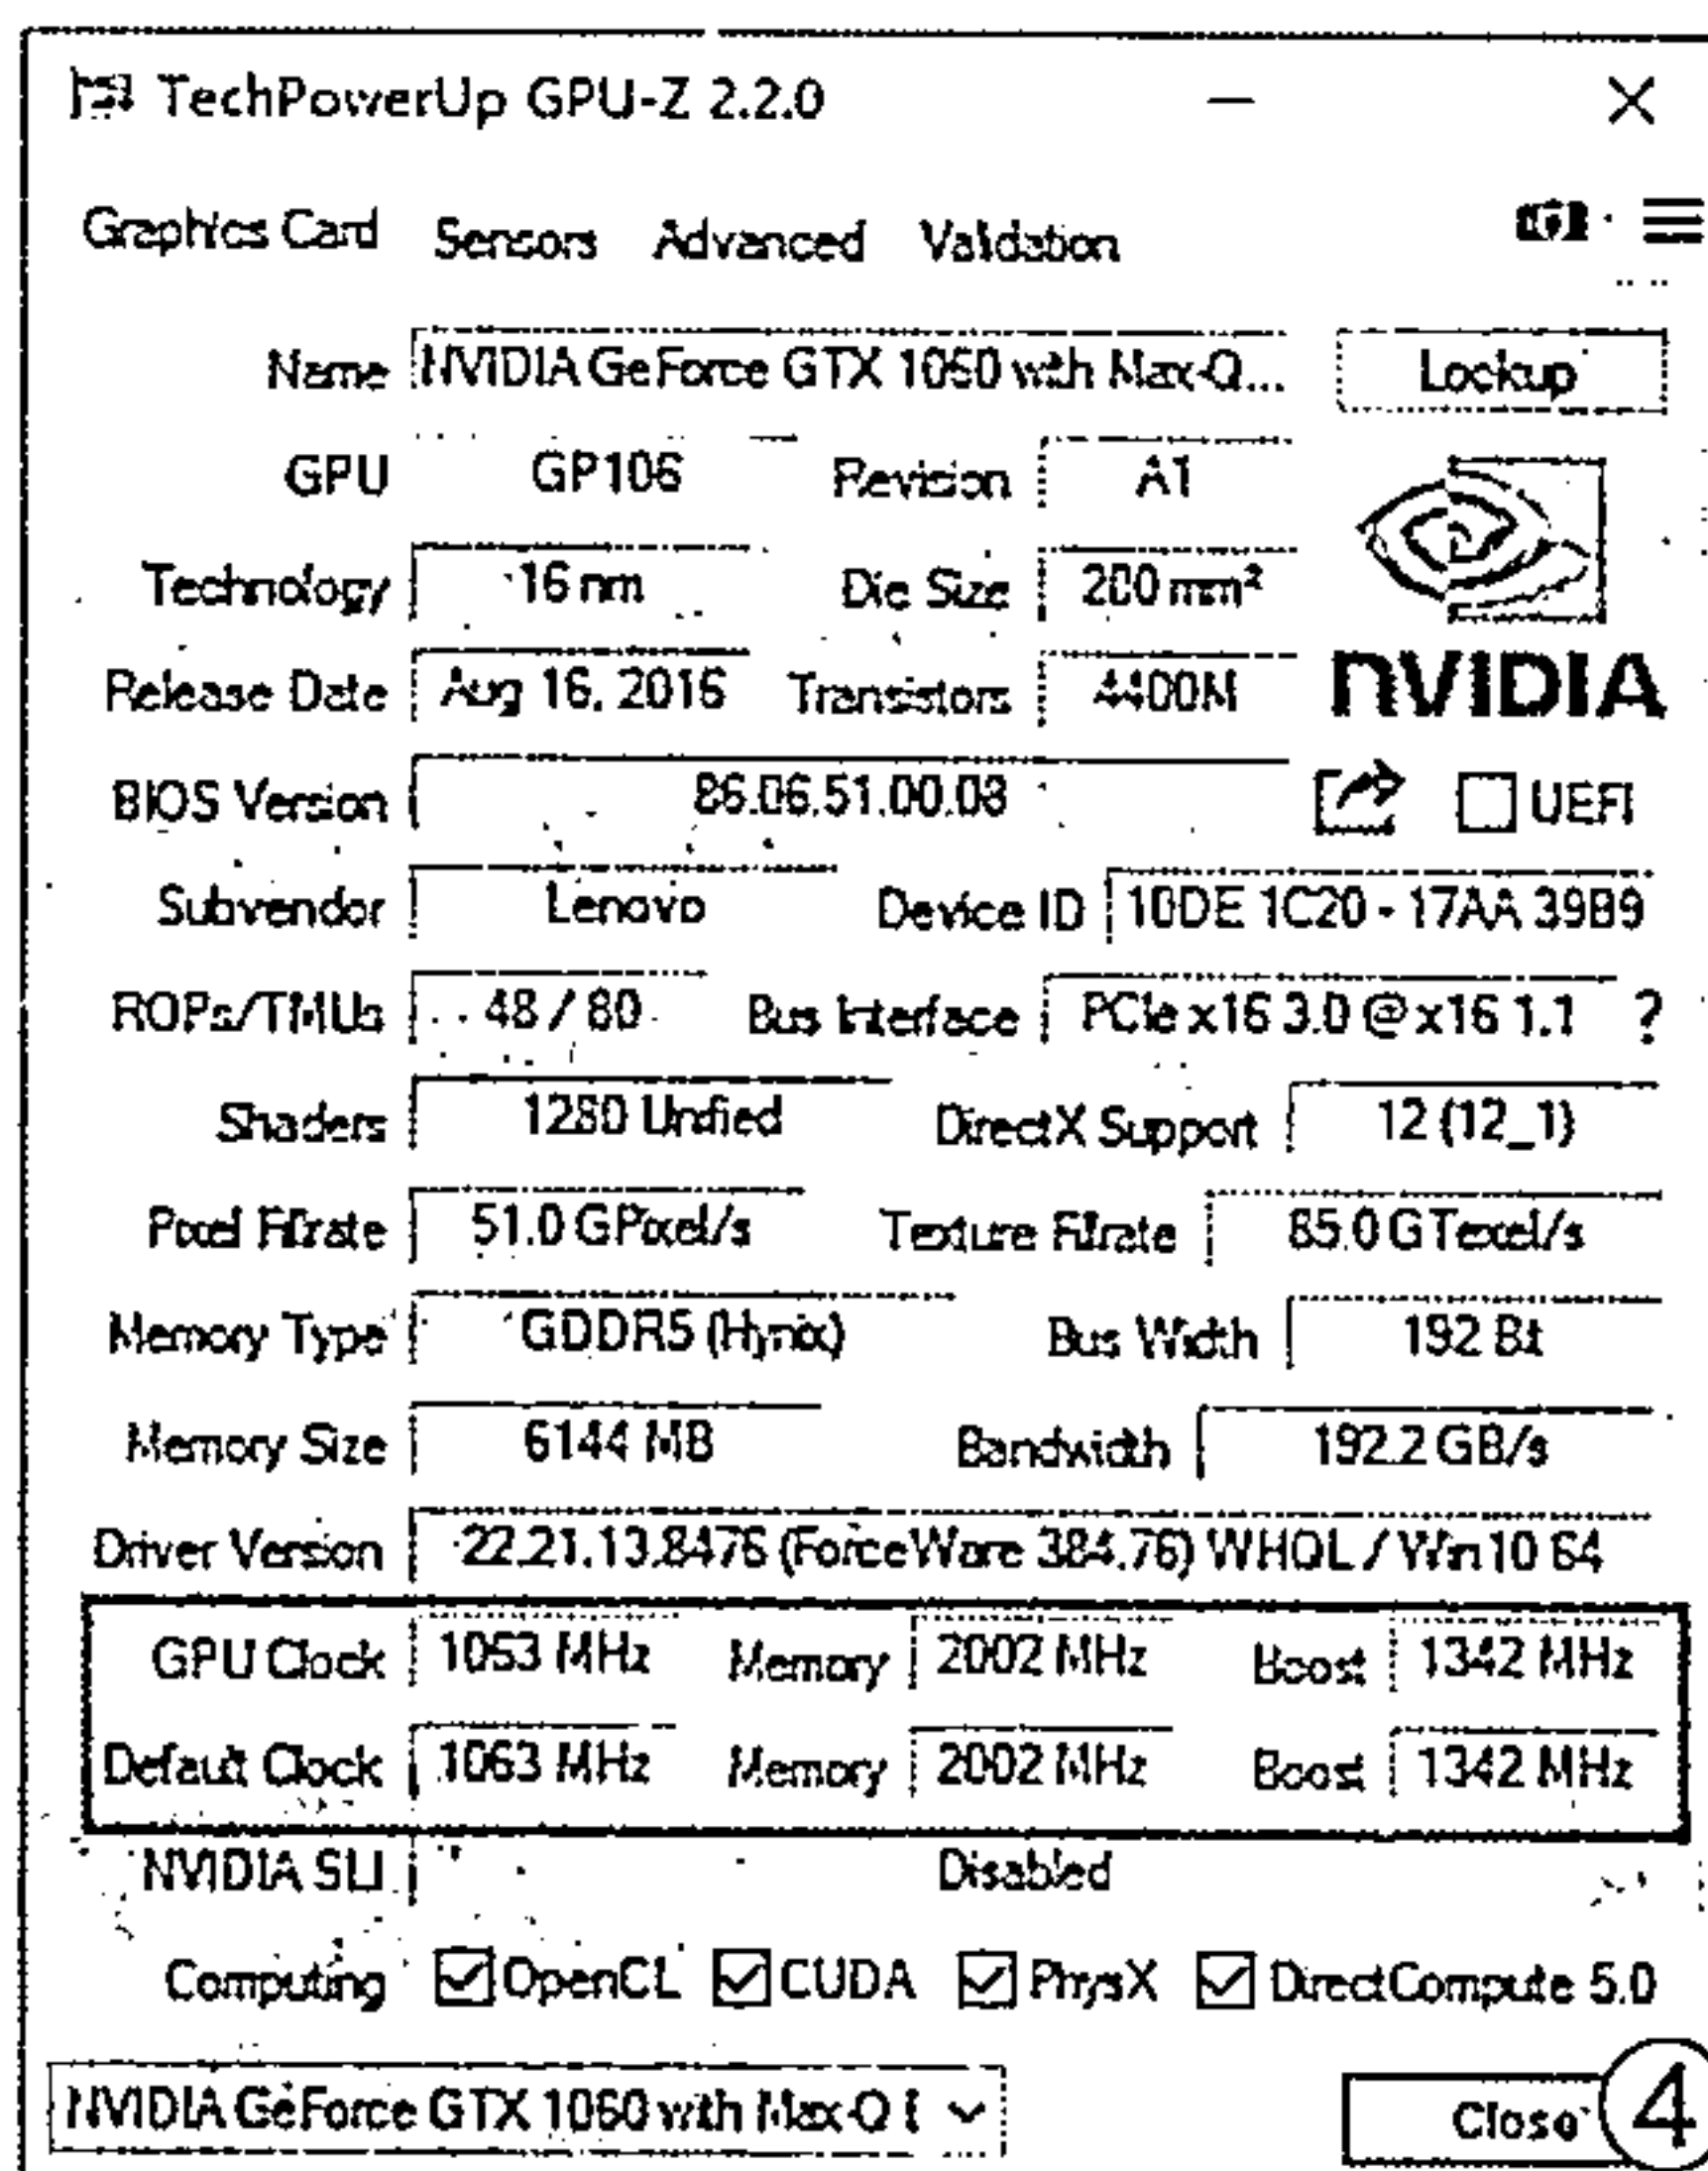 TechPowerUp GPU-Z 2.2.0
Graphics Card Sensors Advanced Validation
Name NVIDIA GeForce GTX 1060 with Max-Q... Lookup
GPU GP106 Revision A1
Technology 16 nm Die Size 200 mm²
Release Date Aug 16, 2016 Transistors 4400M
NVIDIA
BIOS Version 86.06.51.00.08 UEFI
Subvendor Lenovo Device ID 10DE 1C20 - 17AA 39B9
ROPs/TMUs 48 / 80 Bus Interface PCIe x16 3.0 @ x16 1.1 ?
Shaders 1280 Unified DirectX Support 12 (12_1)
Pixel Fillrate 51.0 GPixel/s Texture Fillrate 85.0 GTexel/s
Memory Type GDDR5 (Hynix) Bus Width 192 Bit
Memory Size 6144 MB Bandwidth 192.2 GB/s
Driver Version 22.21.13.8476 (ForceWare 384.76) WHQL / Win10 64
GPU Clock 1063 MHz Memory 2002 MHz Boost 1342 MHz
Default Clock 1063 MHz Memory 2002 MHz Boost 1342 MHz
NVIDIA SLI Disabled
Computing OpenCL CUDA PhysX DirectCompute 5.0
NVIDIA GeForce GTX 1060 with Max-Q Close 4